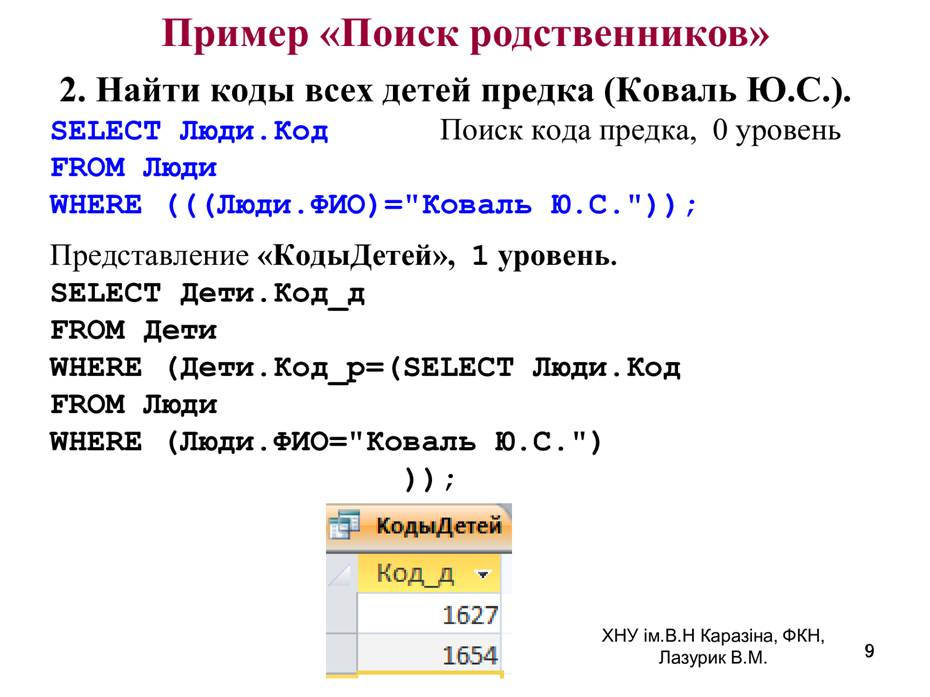 Пример «Поиск родственников»
2. Найти коды всех детей предка (Коваль Ю.С.).
SELECT Люди.Код Поиск кода предка, 0 уровень
FROM Люди
WHERE (((Люди.ФИО)="Коваль Ю.С."));
Представление «КодыДетей», 1 уровень.
SELECT Дети.Код_д
FROM Дети
WHERE (Дети.Код_р=(SELECT Люди.Код
FROM Люди
WHERE (Люди.ФИО="Коваль Ю.С.")
));
КодыДетей
Код_д
1627
1654
ХНУ ім.В.Н Каразіна, ФКН,
Лазурик В.М.
9